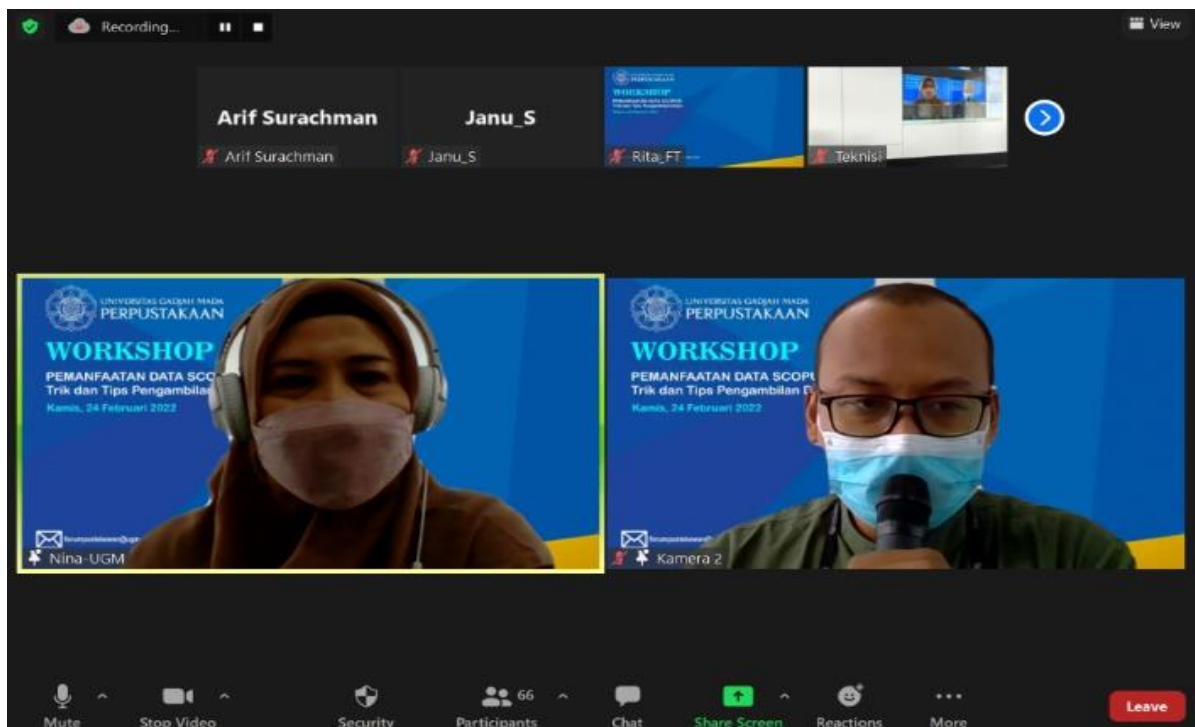 Recording...
View
Arif Surachman
Janu_S
WORKSHOP
Arif Surachman
Janu_S
Rita_FT
Teknisi
UNIVERSITAS GADJAH MADA
PERPUSTAKAAN
WORKSHOP
PEMANFAATAN DATA SCO
Trik dan Tips Pengambilan
Kamis, 24 Februari 2022
Nina-UGM
UNIVERSITAS GADJAH MADA
PERPUSTAKAAN
WORKSHOP
PEMANFAATAN DATA SCOPU
Trik dan Tips Pengambilan D
Kamis, 24 Februari 2022
Kamera 2
Mute
Stop Video
Security
66
Participants
Chat
Share Screen
Reactions
More
Leave